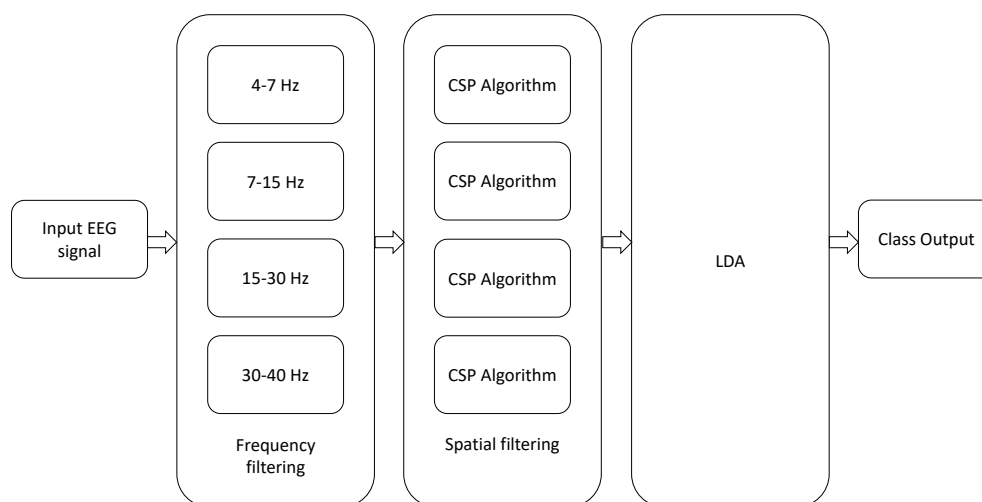 Input EEG
signal
4-7 Hz
7-15 Hz
15-30 Hz
30-40 Hz
Frequency
filtering
CSP Algorithm
CSP Algorithm
CSP Algorithm
CSP Algorithm
Spatial filtering
LDA
Class Output